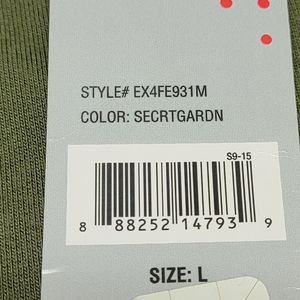 STYLE# EX4FE931M
COLOR: SECRTGARDN
S9-15
8 88252 14793 9
SIZE: L